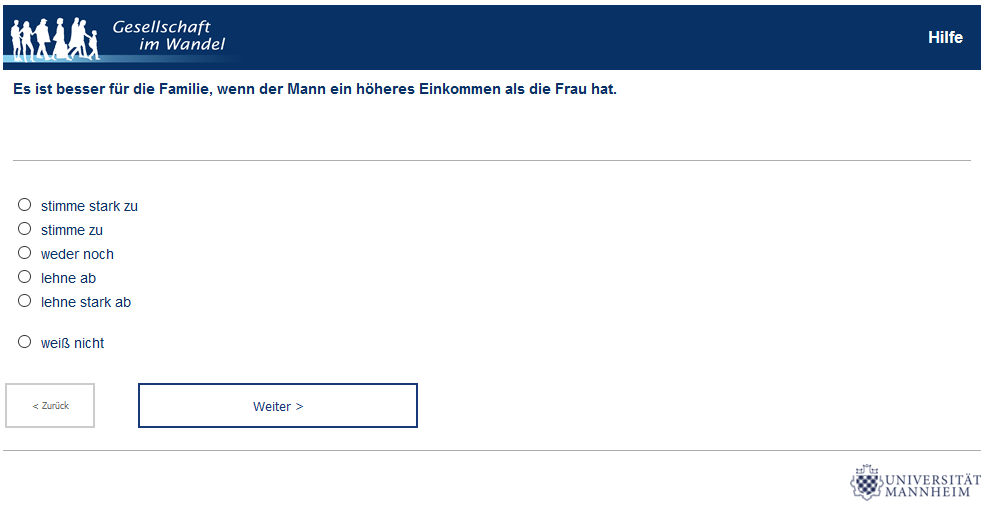 Gesellschaft
im Wandel
Hilfe
Es ist besser für die Familie, wenn der Mann ein höheres Einkommen als die Frau hat.
stimme stark zu
stimme zu
weder noch
lehne ab
lehne stark ab
weiß nicht
< Zurück
Weiter >
UNIVERSITÄT
MANNHEIM